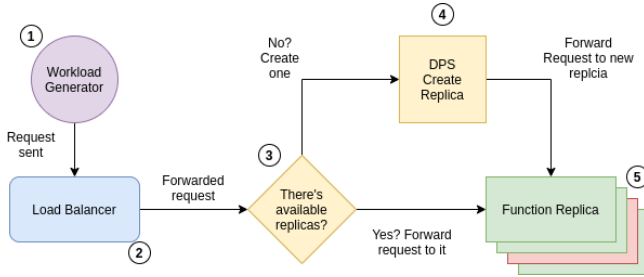 1
Workload
Generator
Request
sent
Load Balancer
2
Forwarded
request
3
There's
available
replicas?
No?
Create
one
4
DPS
Create
Replica
Forward
Request to new
replcia
Yes? Forward
request to it
5
Function Replica